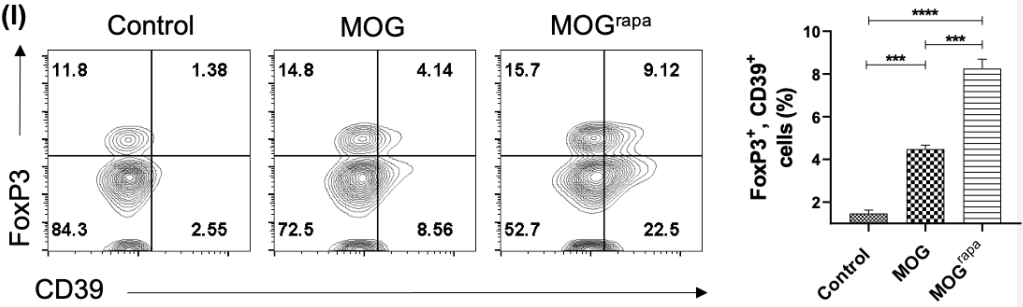 (I)
Control MOG MOGrapa
11.8 1.38 14.8 4.14 15.7 9.12
84.3 2.55 72.5 8.56 52.7 22.5
FoxP3
CD39
****
***
***
FoxP3+, CD39+
cells (%)
10
8
6
4
2
Control
MOG
MOGrapa